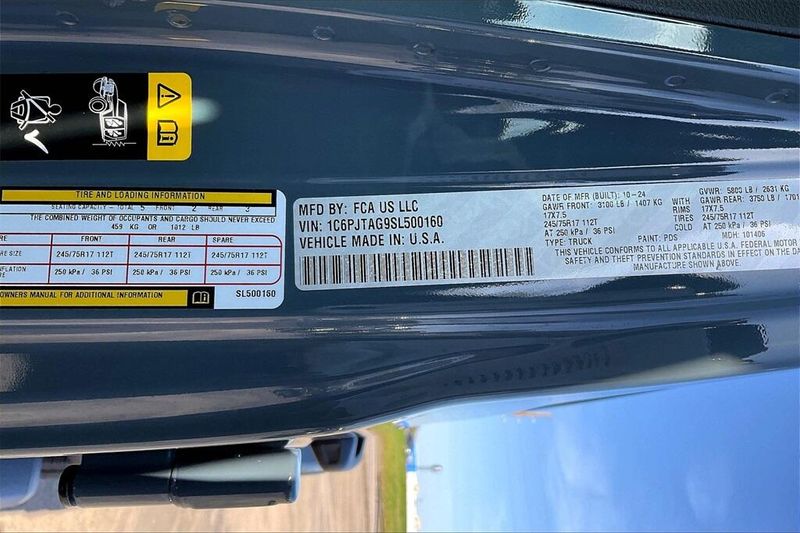 TIRE AND LOADING INFORMATION
SEATING CAPACITY - TOTAL 5 FRONT 2 REAR 3
THE COMBINED WEIGHT OF OCCUPANTS AND CARGO SHOULD NEVER EXCEED
459 KG OR 1012 LB
FRONT REAR SPARE
245/75R17 112T 245/75R17 112T 245/75R17 112T
250 kPa / 36 PSI 250 kPa / 36 PSI 250 kPa / 36 PSI
OWNERS MANUAL FOR ADDITIONAL INFORMATION
SL500160
MFD BY: FCA US LLC
VIN: 1C6PJTAG9SL500160
VEHICLE MADE IN: U.S.A.
DATE OF MFR (BUILT): 10-24 GVWR: 5803 LB / 2631 KG
GAWR FRONT: 3100 LB / 1407 KG WITH GAWR REAR: 3750 LB / 1701
17X7.5 RIMS 17X7.5
245/75R17 112T TIRES 245/75R17 112T
AT 250 kPa / 36 PSI COLD AT 250 kPa / 36 PSI
TYPE: TRUCK PAINT: PDS MDH: 101406
THIS VEHICLE CONFORMS TO ALL APPLICABLE U.S.A. FEDERAL MOTOR
SAFETY AND THEFT PREVENTION STANDARDS IN EFFECT ON THE DA
MANUFACTURE SHOWN ABOVE.